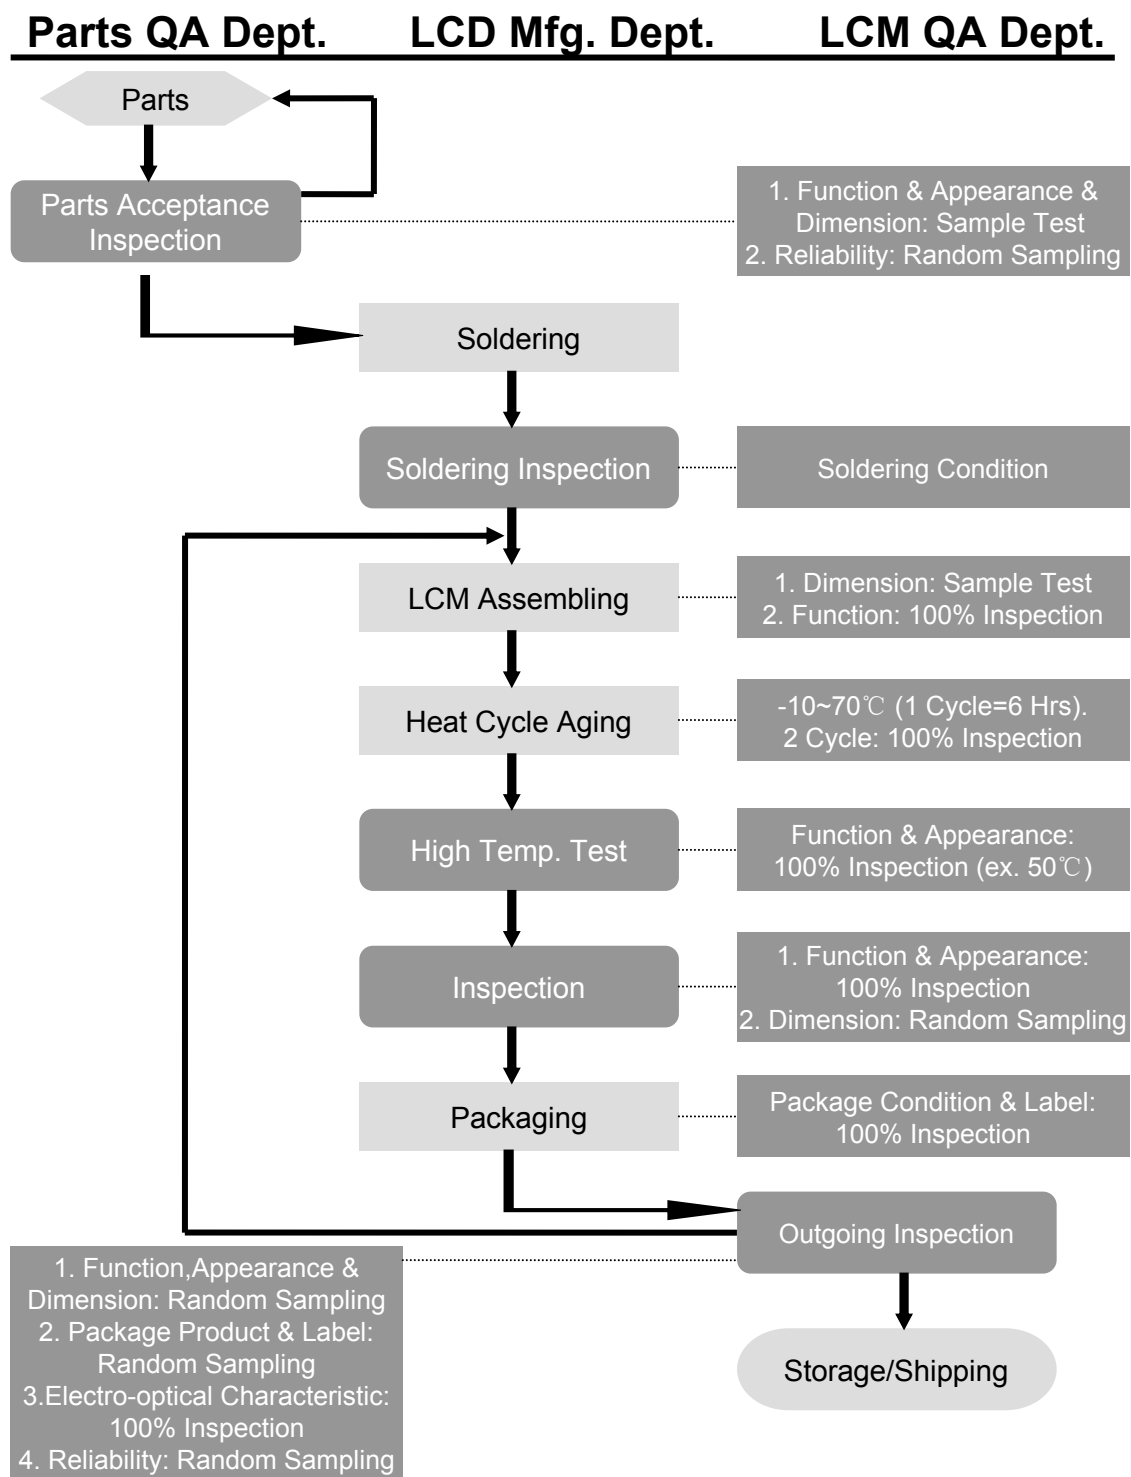 Parts QA Dept. LCD Mfg. Dept. LCM QA Dept.
Parts
Parts Acceptance
Inspection
1. Function & Appearance &
Dimension: Sample Test
2. Reliability: Random Sampling
Soldering
Soldering Inspection
Soldering Condition
LCM Assembling
1. Dimension: Sample Test
2. Function: 100% Inspection
Heat Cycle Aging
-10~70℃ (1 Cycle=6 Hrs).
2 Cycle: 100% Inspection
High Temp. Test
Function & Appearance:
100% Inspection (ex. 50℃)
Inspection
1. Function & Appearance:
100% Inspection
2. Dimension: Random Sampling
Packaging
Package Condition & Label:
100% Inspection
Outgoing Inspection
1. Function,Appearance &
Dimension: Random Sampling
2. Package Product & Label:
Random Sampling
3.Electro-optical Characteristic:
100% Inspection
4. Reliability: Random Sampling
Storage/Shipping